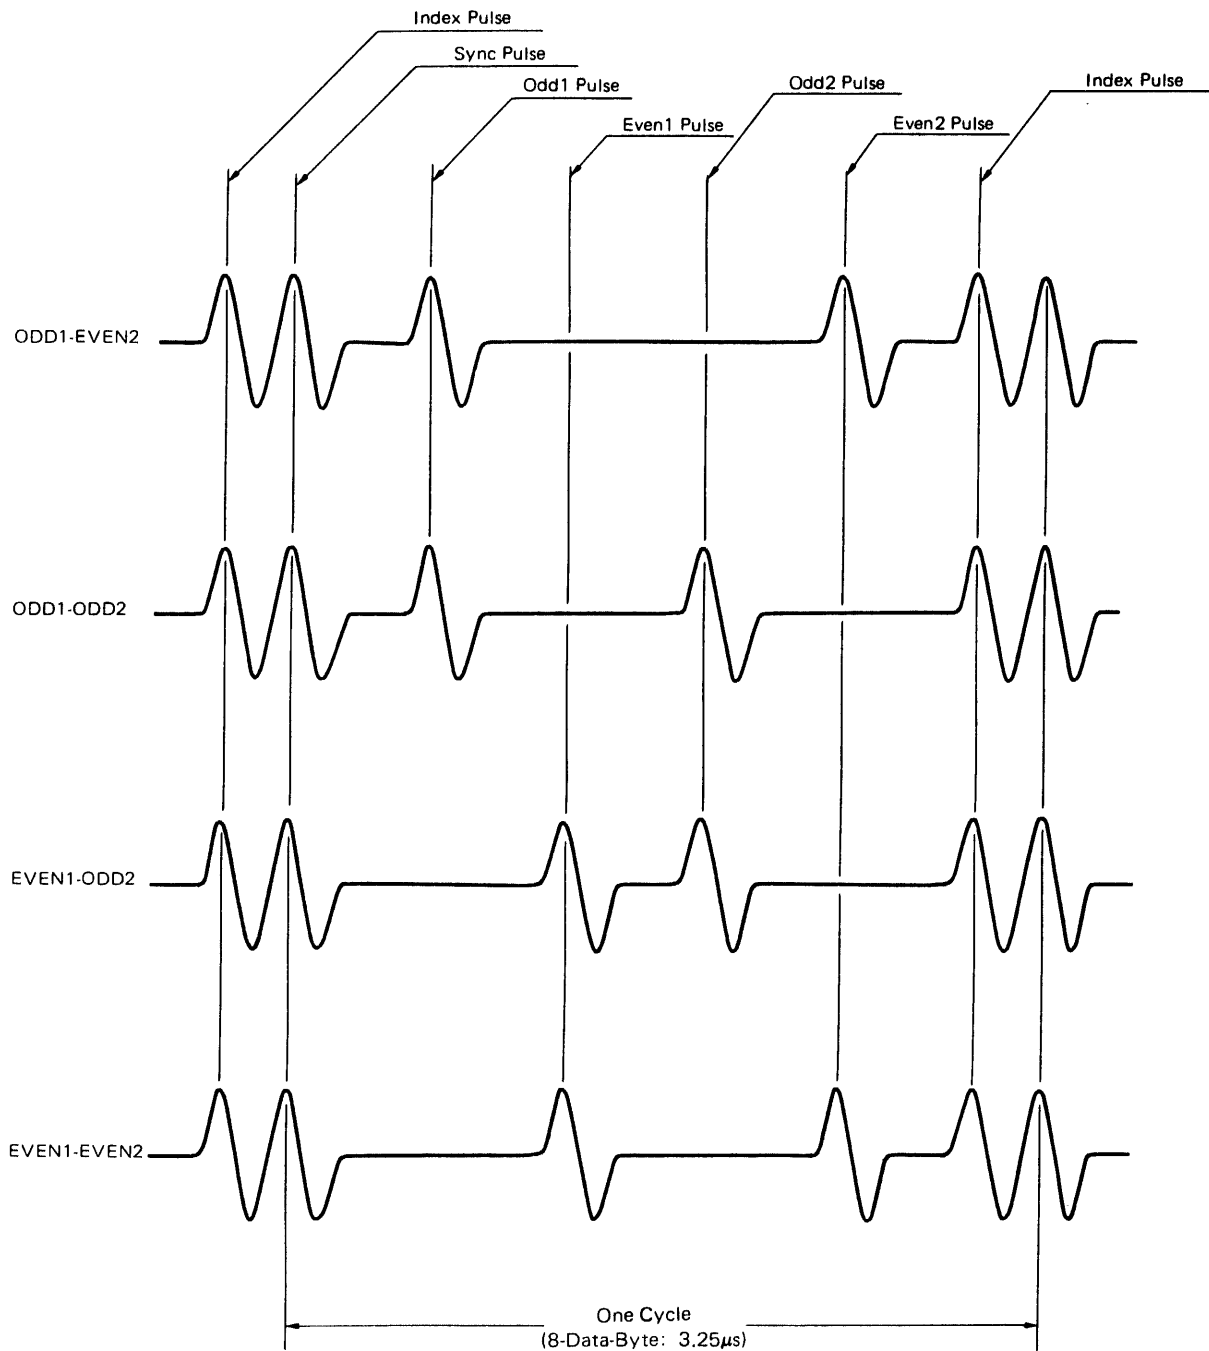 Index Pulse
Sync Pulse
Odd1 Pulse
Odd2 Pulse
Index Pulse
Even1 Pulse
Even2 Pulse
ODD1-EVEN2
ODD1-ODD2
EVEN1-ODD2
EVEN1-EVEN2
One Cycle
(8-Data-Byte: 3.25μs)